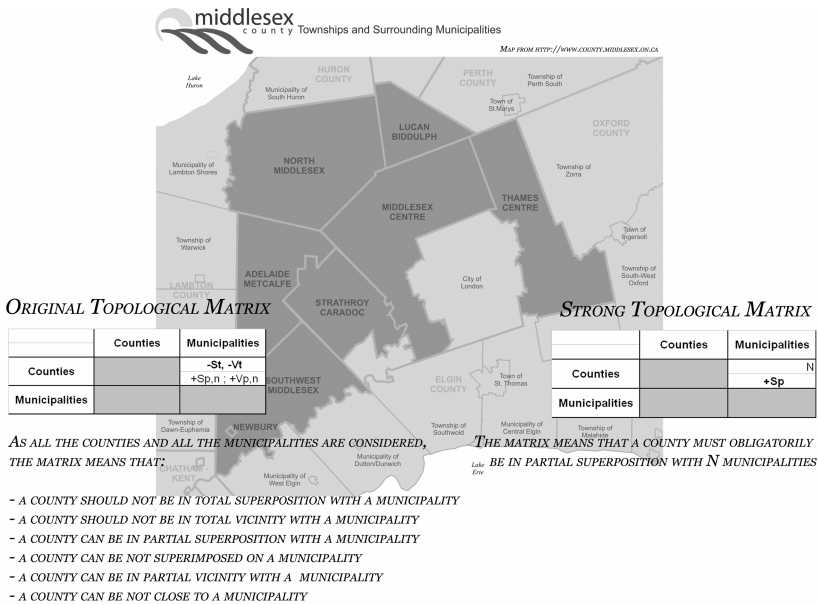 middlesex
county Townships and Surrounding Municipalities
Map from http://www.county.middlesex.on.ca
Lake
Huron
HURON
COUNTY
Municipality of
South Huron
PERTH
COUNTY
Township of
Perth South
Town of
St.Marys
OXFORD
COUNTY
LUCAN
BIDDULPH
NORTH
MIDDLESEX
Municipality of
Lambton Shores
Township of
Zorra
MIDDLESEX
CENTRE
THAMES
CENTRE
Town of
Ingersoll
Township of
Warwick
Township of
South-West
Oxford
City of
London
ADELAIDE
METCALFE
LAMBTON
COUNTY
STRATHROY
CARADOC
Original Topological Matrix
Counties Municipalities
Counties -St, -Vt
+Sp,n ; +Vp,n
Municipalities
Strong Topological Matrix
Counties Municipalities
Counties N
+Sp
Municipalities
SOUTHWEST
MIDDLESEX
ELGIN
COUNTY
Town of
St. Thomas
Township of
Dawn-Euphemia
NEWBURY
Township of
Southwold
Municipality of
Central Elgin
Township of
Malahide
CHATHAM-
KENT
Municipality of
West Elgin
Municipality of
Dutton/Dunwich
Lake
Erie
As all the counties and all the municipalities are considered,
the matrix means that:
- a county should not be in total superposition with a municipality
- a county should not be in total vicinity with a municipality
- a county can be in partial superposition with a municipality
- a county can be not superimposed on a municipality
- a county can be in partial vicinity with a municipality
- a county can be not close to a municipality
The matrix means that a county must obligatorily
be in partial superposition with N municipalities